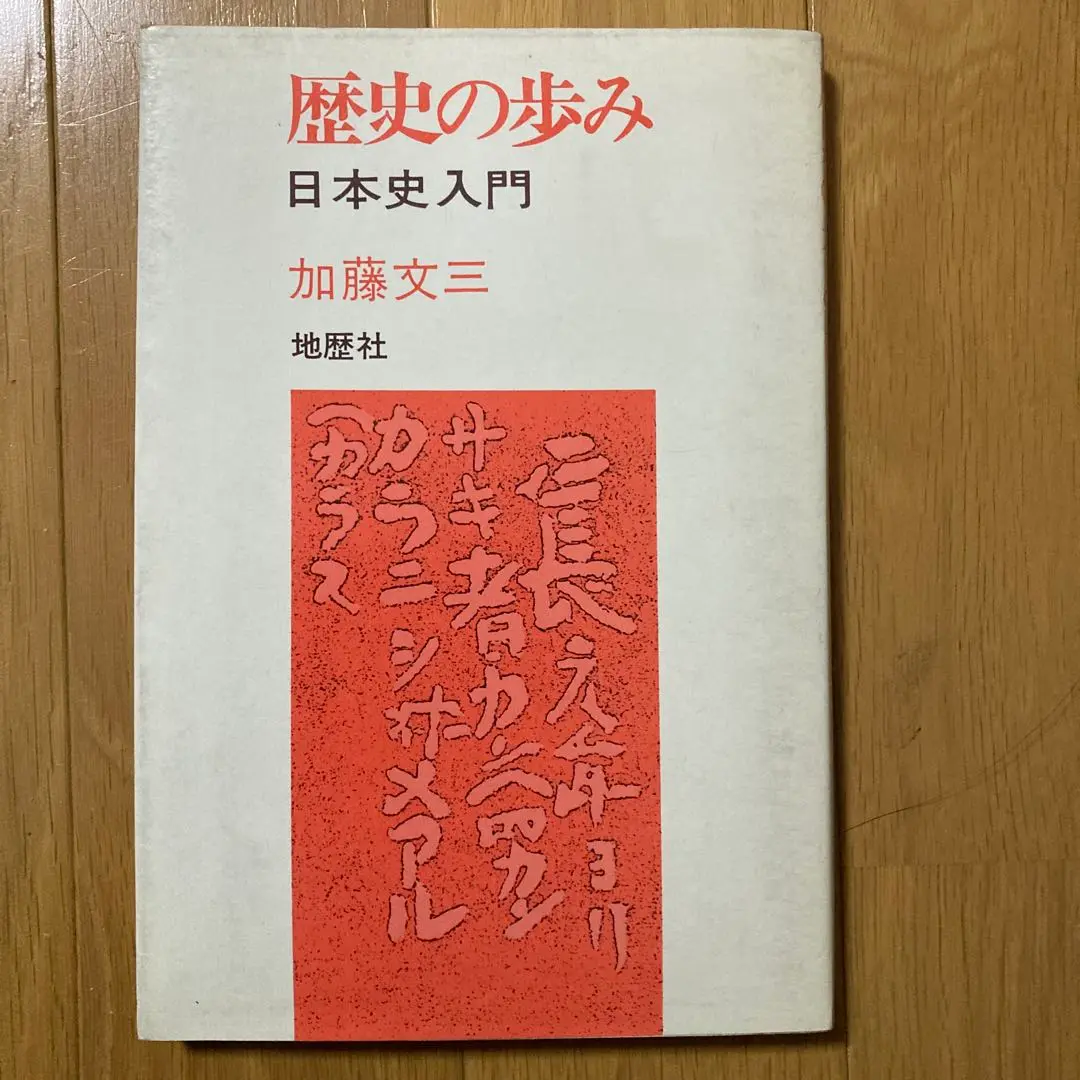 歴史の歩み
日本史入門
加藤文三
地歴社
正長元年ヨリ
サキ者カンヘ四カン
カウニヲ井メアル
ヘカラス